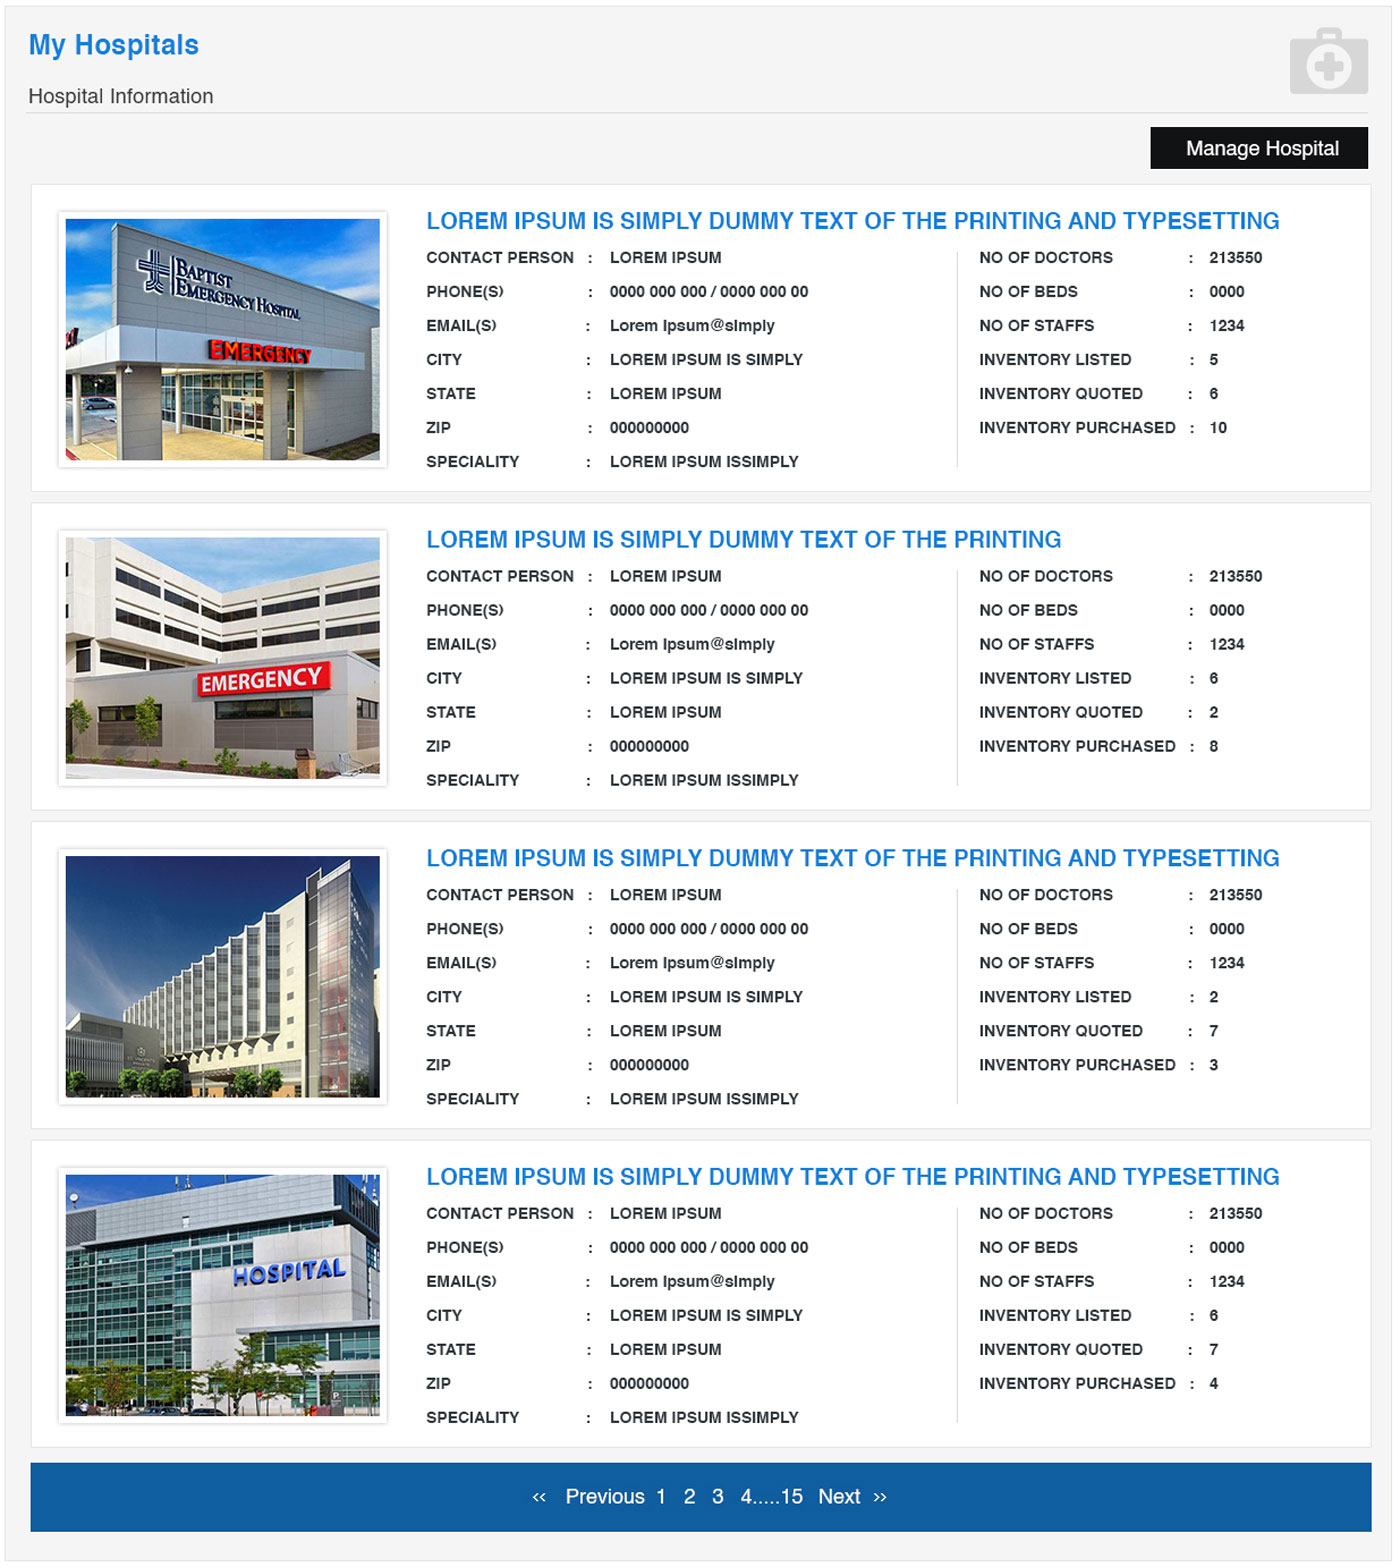 My Hospitals
Hospital Information
Manage Hospital
BAPTIST
EMERGENCY HOSPITAL
EMERGENCY
LOREM IPSUM IS SIMPLY DUMMY TEXT OF THE PRINTING AND TYPESETTING
CONTACT PERSON : LOREM IPSUM NO OF DOCTORS : 213550
PHONE(S) : 0000 000 000 / 0000 000 00 NO OF BEDS : 0000
EMAIL(S) : Lorem Ipsum@sImply NO OF STAFFS : 1234
CITY : LOREM IPSUM IS SIMPLY INVENTORY LISTED : 5
STATE : LOREM IPSUM INVENTORY QUOTED : 6
ZIP : 000000000 INVENTORY PURCHASED : 10
SPECIALITY : LOREM IPSUM ISSIMPLY
EMERGENCY
LOREM IPSUM IS SIMPLY DUMMY TEXT OF THE PRINTING
CONTACT PERSON : LOREM IPSUM NO OF DOCTORS : 213550
PHONE(S) : 0000 000 000 / 0000 000 00 NO OF BEDS : 0000
EMAIL(S) : Lorem Ipsum@sImply NO OF STAFFS : 1234
CITY : LOREM IPSUM IS SIMPLY INVENTORY LISTED : 6
STATE : LOREM IPSUM INVENTORY QUOTED : 2
ZIP : 000000000 INVENTORY PURCHASED : 8
SPECIALITY : LOREM IPSUM ISSIMPLY
LOREM IPSUM IS SIMPLY DUMMY TEXT OF THE PRINTING AND TYPESETTING
CONTACT PERSON : LOREM IPSUM NO OF DOCTORS : 213550
PHONE(S) : 0000 000 000 / 0000 000 00 NO OF BEDS : 0000
EMAIL(S) : Lorem Ipsum@sImply NO OF STAFFS : 1234
CITY : LOREM IPSUM IS SIMPLY INVENTORY LISTED : 2
STATE : LOREM IPSUM INVENTORY QUOTED : 7
ZIP : 000000000 INVENTORY PURCHASED : 3
SPECIALITY : LOREM IPSUM ISSIMPLY
HOSPITAL
P
LOREM IPSUM IS SIMPLY DUMMY TEXT OF THE PRINTING AND TYPESETTING
CONTACT PERSON : LOREM IPSUM NO OF DOCTORS : 213550
PHONE(S) : 0000 000 000 / 0000 000 00 NO OF BEDS : 0000
EMAIL(S) : Lorem Ipsum@sImply NO OF STAFFS : 1234
CITY : LOREM IPSUM IS SIMPLY INVENTORY LISTED : 6
STATE : LOREM IPSUM INVENTORY QUOTED : 7
ZIP : 000000000 INVENTORY PURCHASED : 4
SPECIALITY : LOREM IPSUM ISSIMPLY
‹‹ Previous 1 2 3 4.....15 Next ››